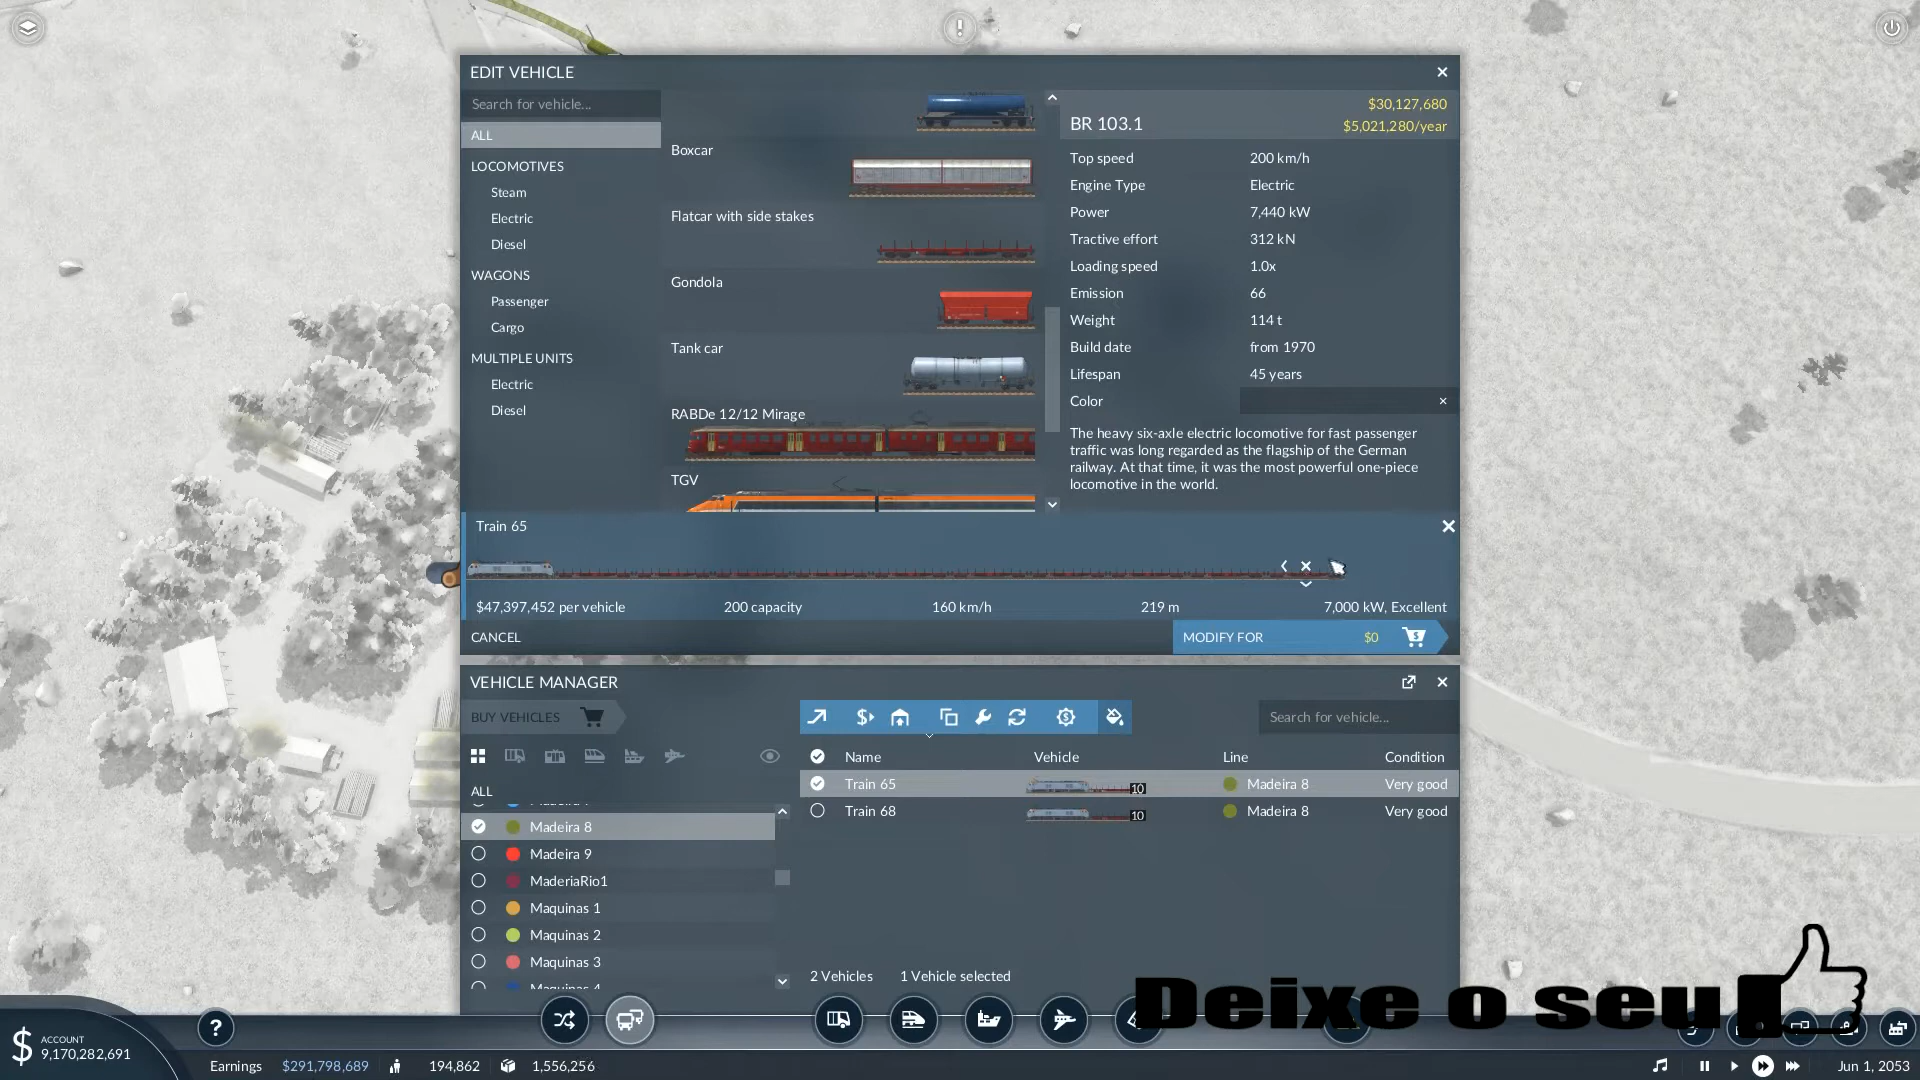 EDIT VEHICLE
Search for vehicle...
ALL
LOCOMOTIVES
Steam
Electric
Diesel
WAGONS
Passenger
Cargo
MULTIPLE UNITS
Electric
Diesel
Boxcar
Flatcar with side stakes
Gondola
Tank car
RABDe 12/12 Mirage
TGV
$30,127,680
BR 103.1
$5,021,280/year
Top speed 200 km/h
Engine Type Electric
Power 7,440 kW
Tractive effort 312 kN
Loading speed 1.0x
Emission 66
Weight 114 t
Build date from 1970
Lifespan 45 years
Color
The heavy six-axle electric locomotive for fast passenger
traffic was long regarded as the flagship of the German
railway. At that time, it was the most powerful one-piece
locomotive in the world.
Train 65
$47,397,452 per vehicle 200 capacity 160 km/h 219 m 7,000 kW, Excellent
CANCEL
MODIFY FOR $0
VEHICLE MANAGER
BUY VEHICLES
Search for vehicle...
ALL
Madeira 8
Madeira 9
MaderiaRio1
Maquinas 1
Maquinas 2
Maquinas 3
Maquinas 4
Name Vehicle Line Condition
Train 65 10 Madeira 8 Very good
Train 68 10 Madeira 8 Very good
2 Vehicles 1 Vehicle selected
Deixe o seu
ACCOUNT
9,170,282,691
Earnings $291,798,689 194,862 1,556,256
Jun 1, 2053